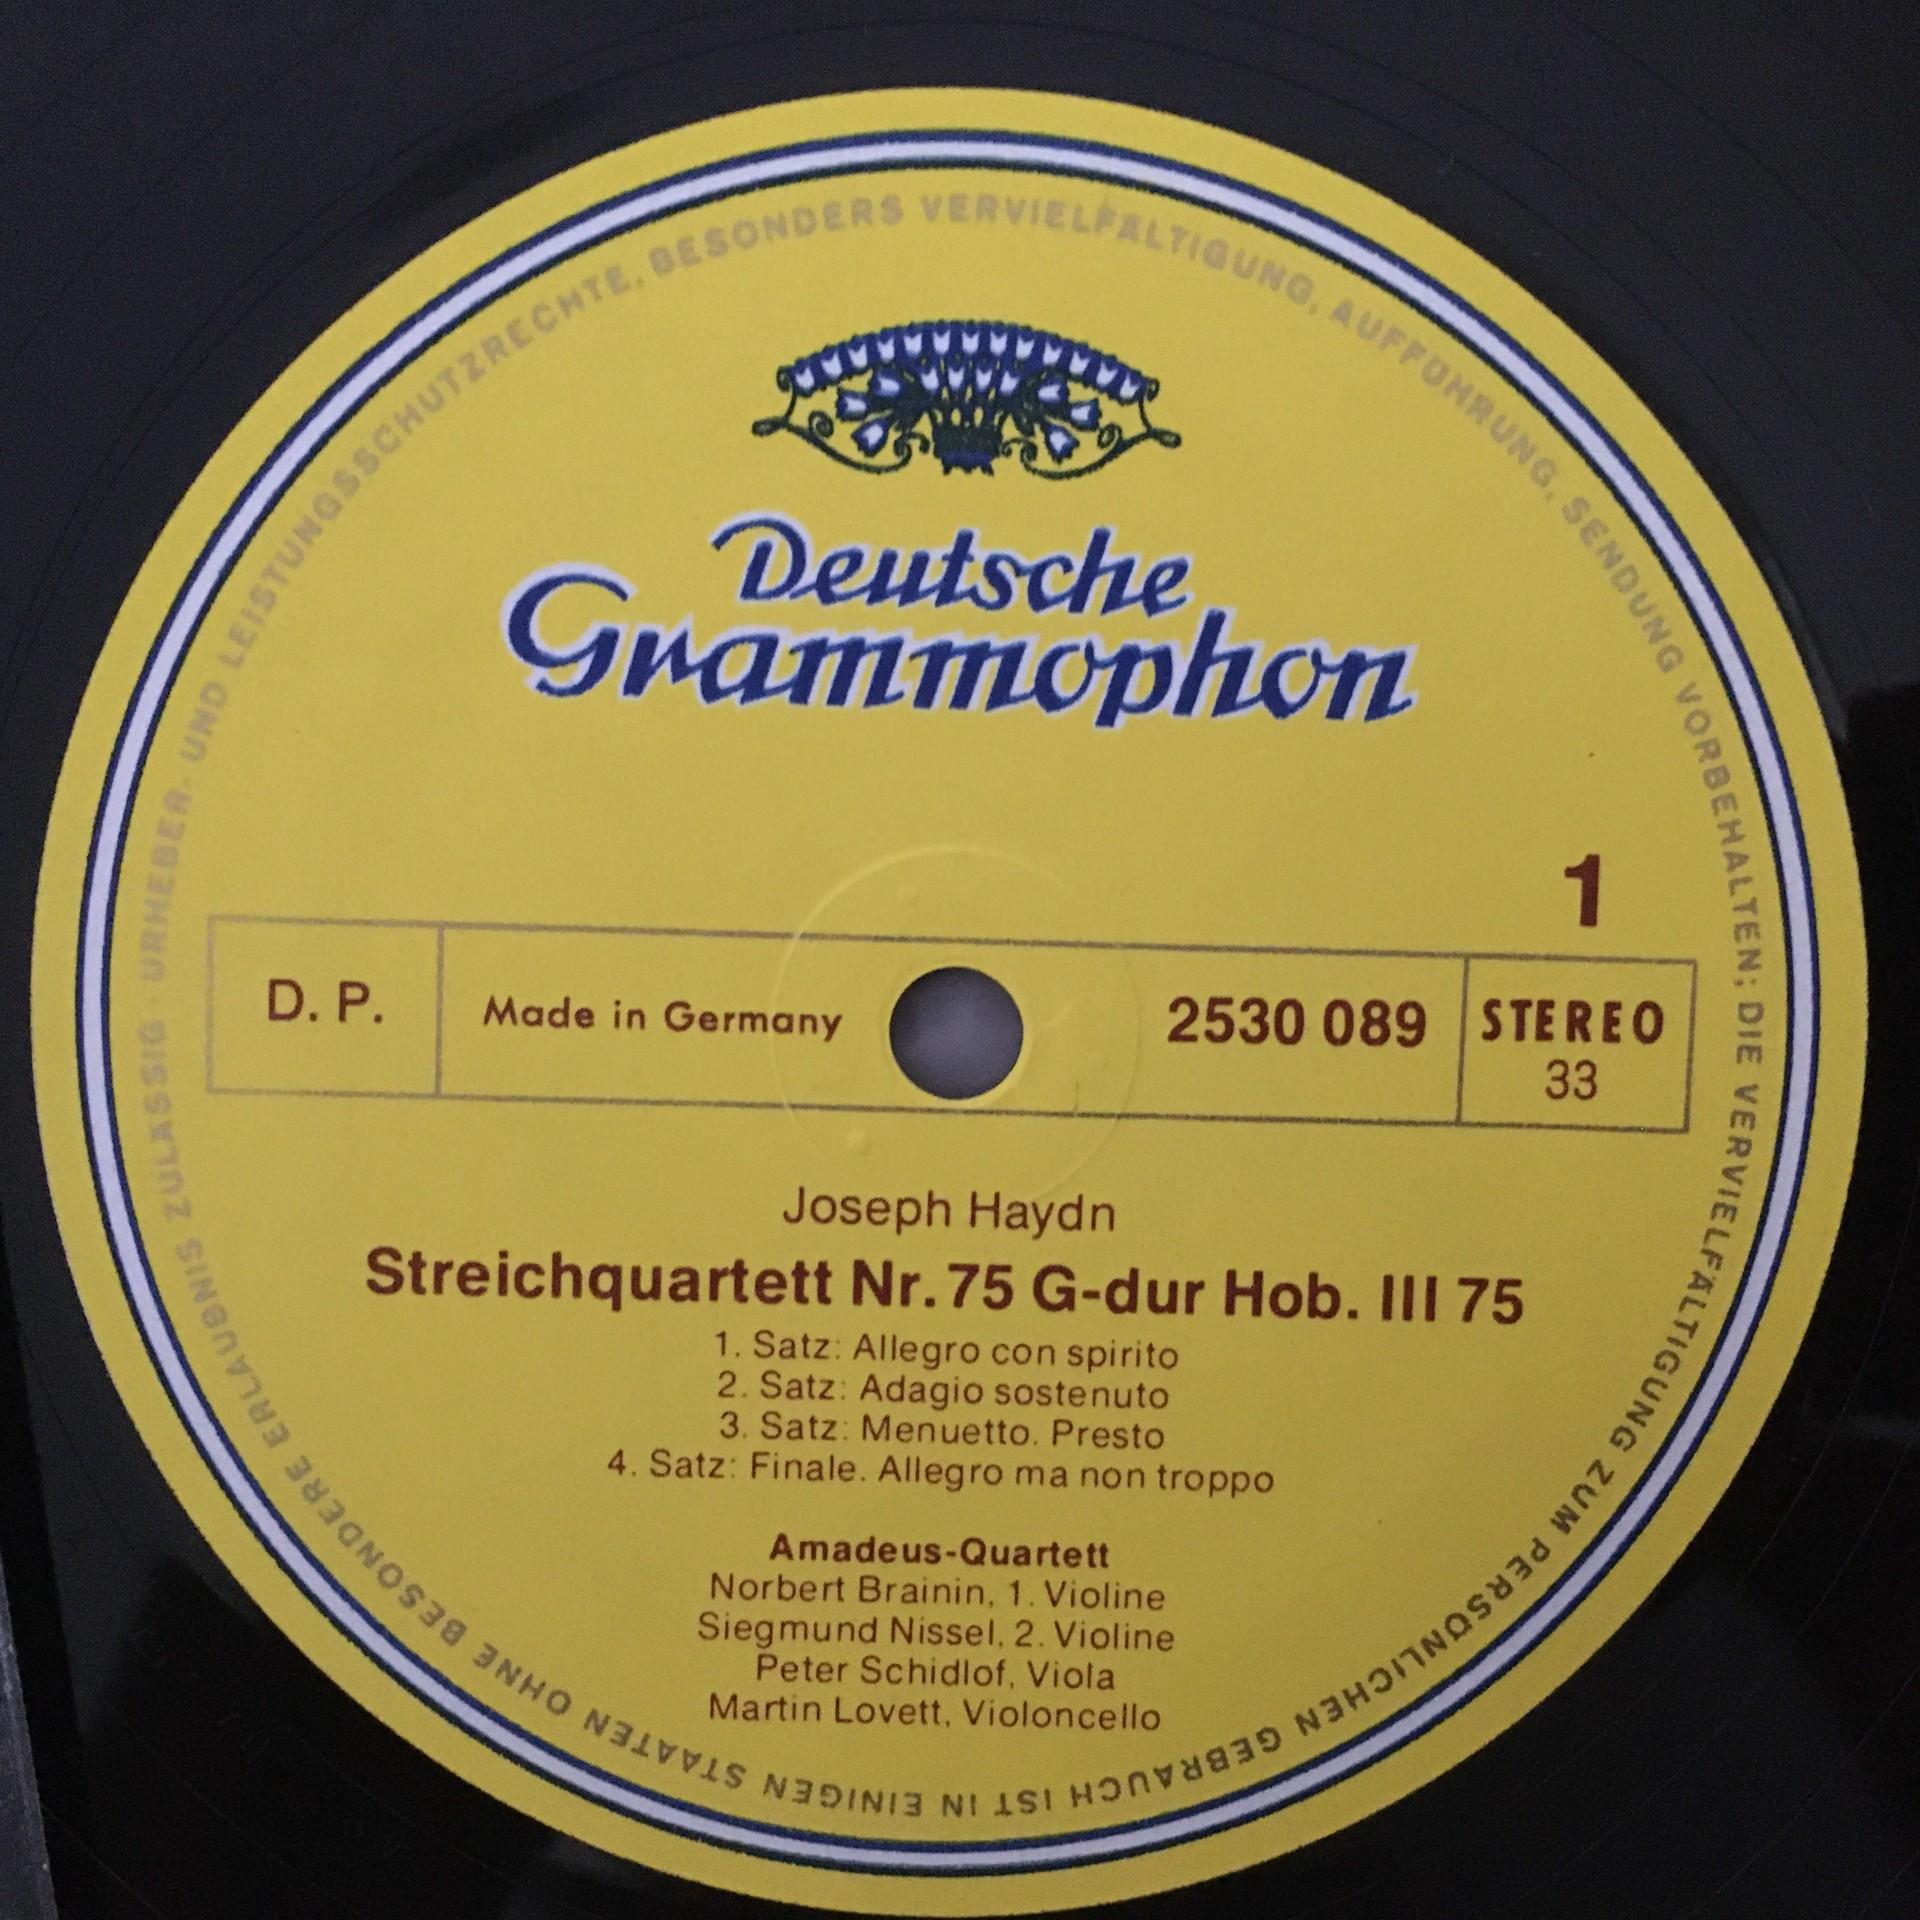 Deutsche
Grammophon
1
D. P.
Made in Germany
2530 089
STEREO
33
Joseph Haydn
Streichquartett Nr. 75 G-dur Hob. III 75
1. Satz: Allegro con spirito
2. Satz: Adagio sostenuto
3. Satz: Menuetto. Presto
4. Satz: Finale. Allegro ma non troppo
Amadeus-Quartett
Norbert Brainin, 1. Violine
Siegmund Nissel, 2. Violine
Peter Schidlof, Viola
Martin Lovett, Violoncello
URHEBER- UND LEISTUNGSSCHUTZRECHTE, BESONDERS VERVIELFÄLTIGUNG, AUFFÜHRUNG, SENDUNG VORBEHALTEN; DIE VERVIELFÄLTIGUNG ZUM PERSÖNLICHEN GEBRAUCH IST IN EINIGEN STAATEN OHNE BESONDERE ERLAUBNIS ZULÄSSIG ·